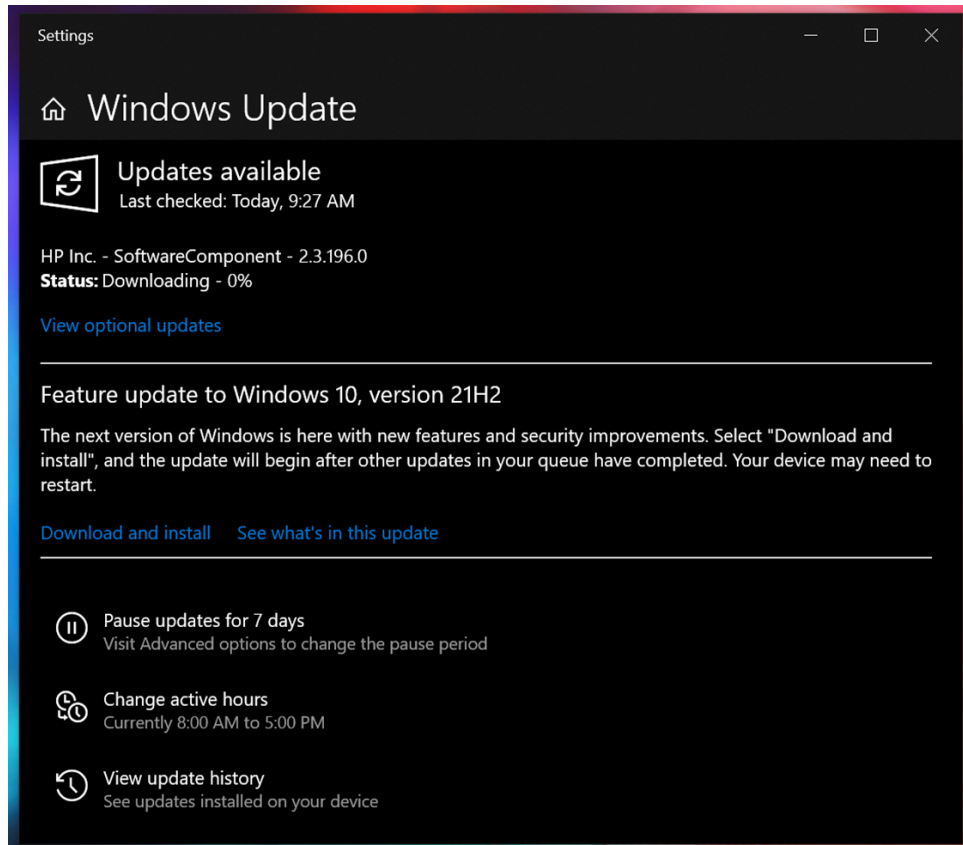 Settings
Windows Update
Updates available
Last checked: Today, 9:27 AM
HP Inc. - SoftwareComponent - 2.3.196.0
Status: Downloading - 0%
View optional updates
Feature update to Windows 10, version 21H2
The next version of Windows is here with new features and security improvements. Select "Download and
install", and the update will begin after other updates in your queue have completed. Your device may need to
restart.
Download and install See what's in this update
Pause updates for 7 days
Visit Advanced options to change the pause period
Change active hours
Currently 8:00 AM to 5:00 PM
View update history
See updates installed on your device